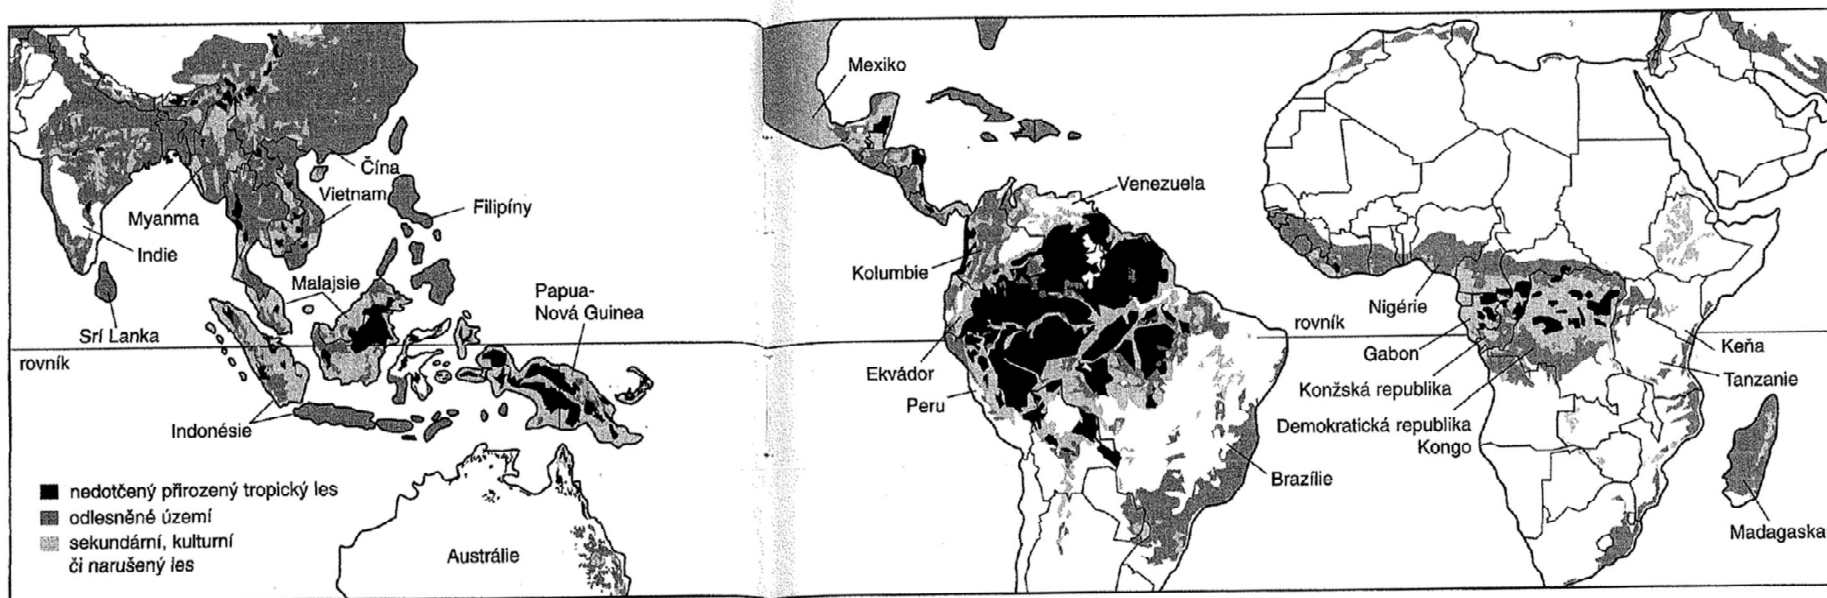 Čína
Vietnam
Myanma
Filipíny
Indie
Malajsie
Papua-
Nová Guinea
Srí Lanka
rovník
Indonésie
nedotčený přirozený tropický les
odlesněné území
sekundární, kulturní
či narušený les
Austrálie
Mexiko
Venezuela
Kolumbie
Ekvádor
Peru
Brazílie
rovník
Nigérie
Gabon
Konžská republika
Demokratická republika
Kongo
Keňa
Tanzanie
Madagaska